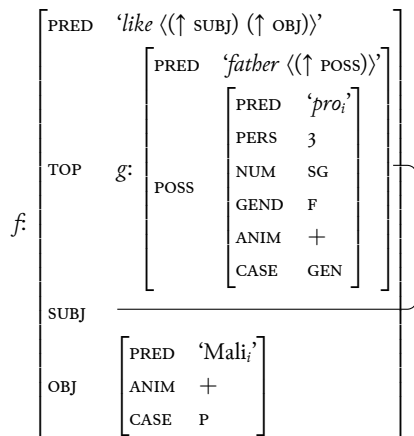 PRED ‘like ⟨(↑ SUBJ) (↑ OBJ)⟩’
PRED ‘father ⟨(↑ POSS)⟩’
PRED ‘proᵢ’
PERS 3
TOP g: NUM SG
POSS
GEND F
f:
ANIM +
CASE GEN
SUBJ
PRED ‘Maliᵢ’
OBJ ANIM +
CASE P